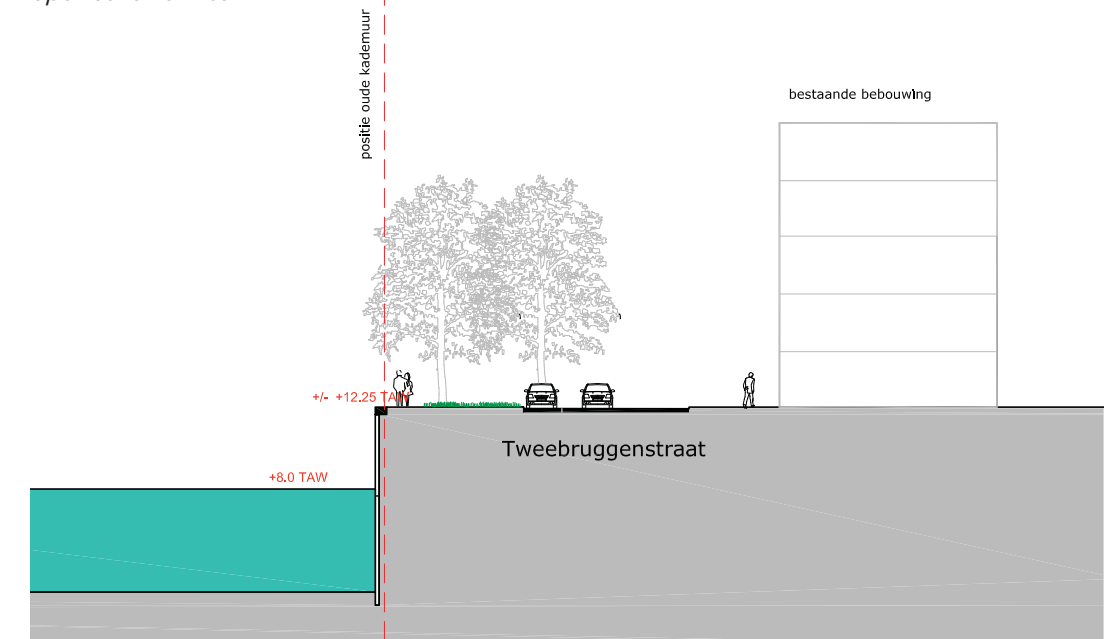 positie oude kademuur
bestaande bebouwing
+/- +12.25 TAW
Tweebruggenstraat
+8.0 TAW